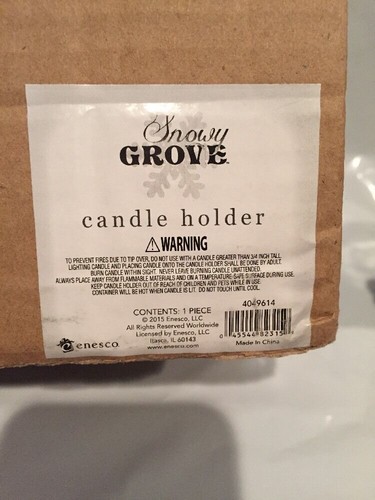 Snowy
GROVE™
candle holder
⚠WARNING
TO PREVENT FIRES DUE TO TIP OVER, DO NOT USE WITH A CANDLE GREATER THAN 3/4 INCH TALL.
LIGHTING CANDLE AND PLACING CANDLE ONTO THE CANDLE HOLDER SHALL BE DONE BY ADULT.
BURN CANDLE WITHIN SIGHT. NEVER LEAVE BURNING CANDLE UNATTENDED.
ALWAYS PLACE AWAY FROM FLAMMABLE MATERIALS AND ON A TEMPERATURE-SAFE SURFACE DURING USE.
KEEP CANDLE HOLDER OUT OF REACH OF CHILDREN AND PETS WHILE IN USE
CONTAINER WILL BE HOT WHEN CANDLE IS LIT. DO NOT TOUCH UNTIL COOL.
4049614
CONTENTS: 1 PIECE
© 2015 Enesco, LLC
All Rights Reserved Worldwide
Licensed by Enesco, LLC
Itasca, IL 60143
www.enesco.com
enesco.
45544 82315
Made In China